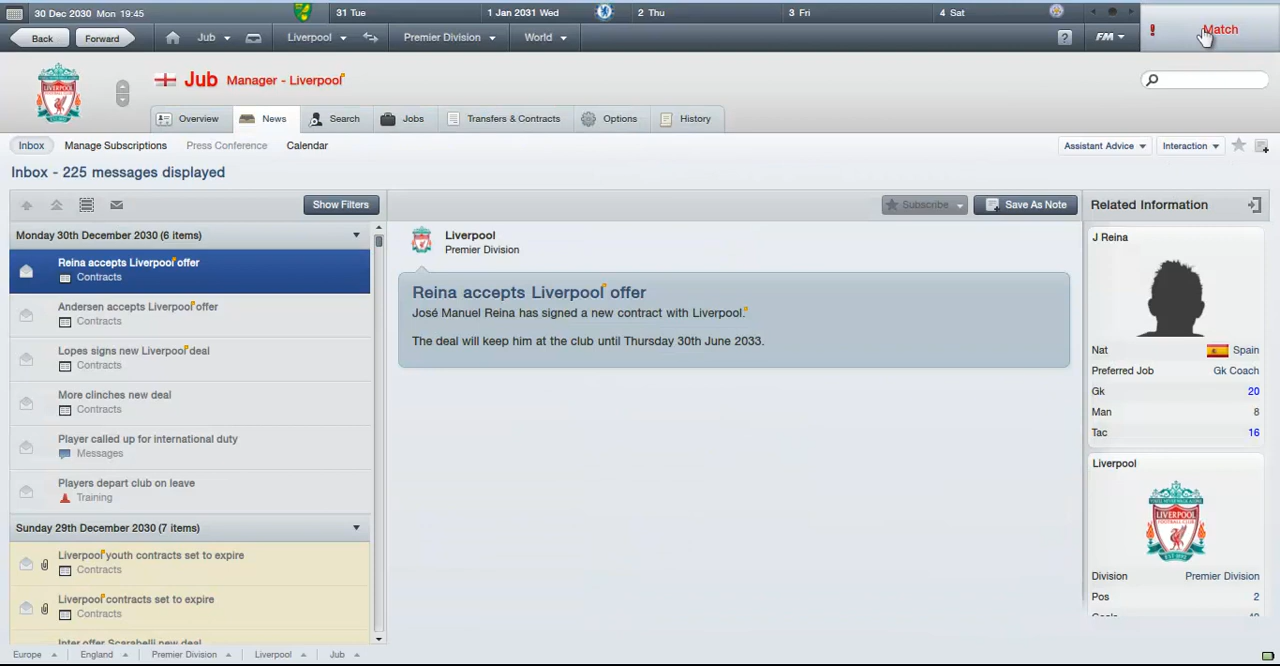 30 Dec 2030 Mon 19:45
31 Tue
1 Jan 2031 Wed
2 Thu
3 Fri
4 Sat
Match
Back
Forward
Job
Liverpool
Premier Division
World
?
FM
Jub Manager - Liverpool
Overview
News
Search
Jobs
Transfers & Contracts
Options
History
Inbox
Manage Subscriptions
Press Conference
Calendar
Assistant Advice
Interaction
Inbox - 225 messages displayed
Show Filters
Subscribe
Save As Note
Related Information
Monday 30th December 2030 (6 items)
Reina accepts Liverpool offer
Contracts
Andersen accepts Liverpool offer
Contracts
Lopes signs new Liverpool deal
Contracts
More clinches new deal
Contracts
Player called up for international duty
Messages
Players depart club on leave
Training
Sunday 29th December 2030 (7 items)
Liverpool youth contracts set to expire
Contracts
Liverpool contracts set to expire
Contracts
Inter offer Scarabelli new deal
Liverpool
Premier Division
Reina accepts Liverpool offer
José Manuel Reina has signed a new contract with Liverpool.
The deal will keep him at the club until Thursday 30th June 2033.
J Reina
Nat Spain
Preferred Job Gk Coach
Gk 20
Man 8
Tac 16
Liverpool
Division Premier Division
Pos 2
Europe
England
Premier Division
Liverpool
Jub